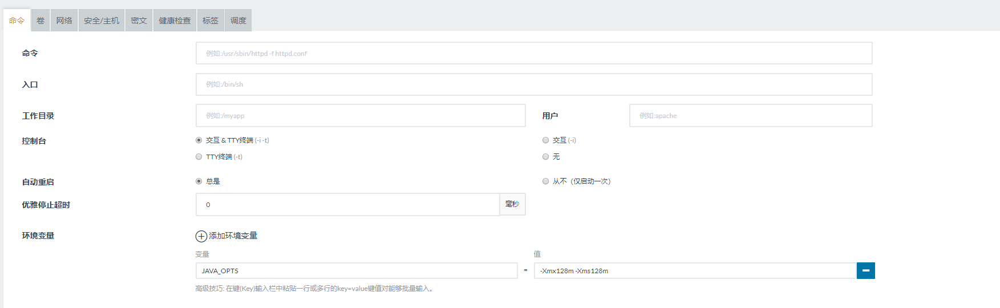 命令 卷 网络 安全/主机 密文 健康检查 标签 调度
命令 例如:/usr/sbin/httpd -f httpd.conf
入口 例如:/bin/sh
工作目录 例如:/myapp 用户 例如:apache
控制台 交互 & TTY终端 (-i -t) 交互 (-i)
TTY终端 (-t) 无
自动重启 总是 从不（仅启动一次）
优雅停止超时 0 毫秒
环境变量 添加环境变量
变量 值
JAVA_OPTS = -Xmx128m -Xms128m
高级技巧: 在键(Key)输入栏中粘贴一行或多行的key=value键值对能够批量输入。